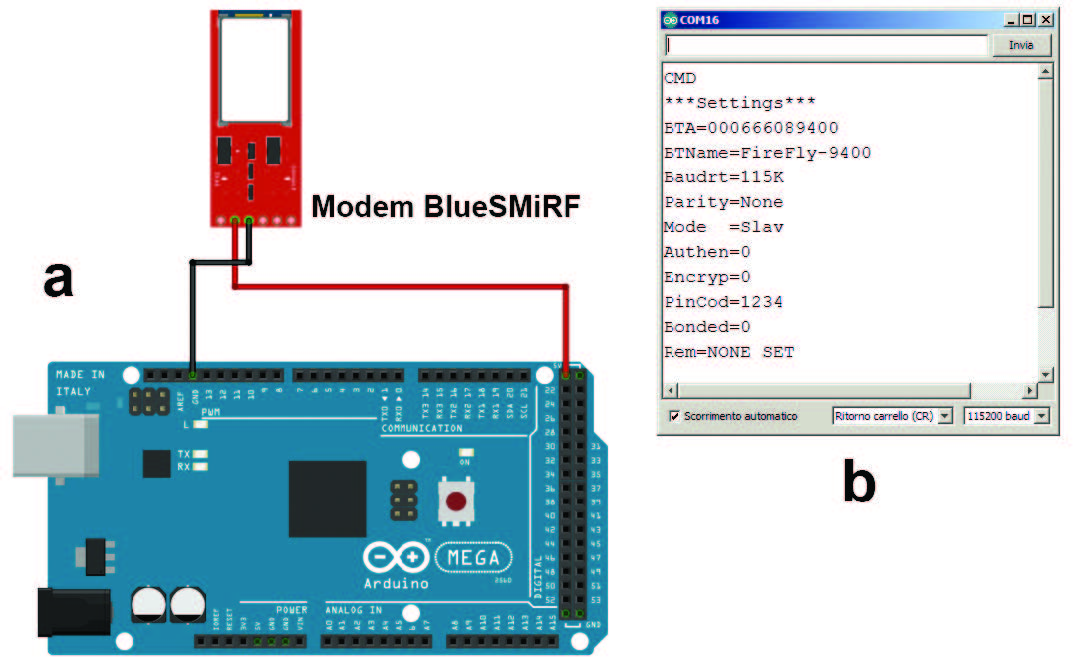 Modem BlueSMiRF
a
MADE IN
ITALY
AREF
GND
13
12
11
10
9
8
7
6
5
4
3
2
TX0 ◀ 1
RX0 ▶ 0
TX3 14
RX3 15
TX2 16
RX2 17
TX1 18
RX1 19
SDA 20
SCL 21
PWM
COMMUNICATION
L
TX
RX
ON
5V
22
24
26
28
30
32
34
36
38
40
42
44
46
48
50
52
31
33
35
37
39
41
43
45
47
49
51
53
DIGITAL
GND
MEGA
2560
Arduino
TM
POWER
ANALOG IN
IOREF
RESET
3V3
5V
GND
GND
VIN
A0
A1
A2
A3
A4
A5
6
A7
A8
A9
A10
A11
A12
A13
A14
A15
COM16
Invia
CMD
***Settings***
BTA=000666089400
BTName=FireFly-9400
Baudrt=115K
Parity=None
Mode  =Slav
Authen=0
Encryp=0
PinCod=1234
Bonded=0
Rem=NONE SET
Scorrimento automatico
Ritorno carrello (CR)
115200 baud
b